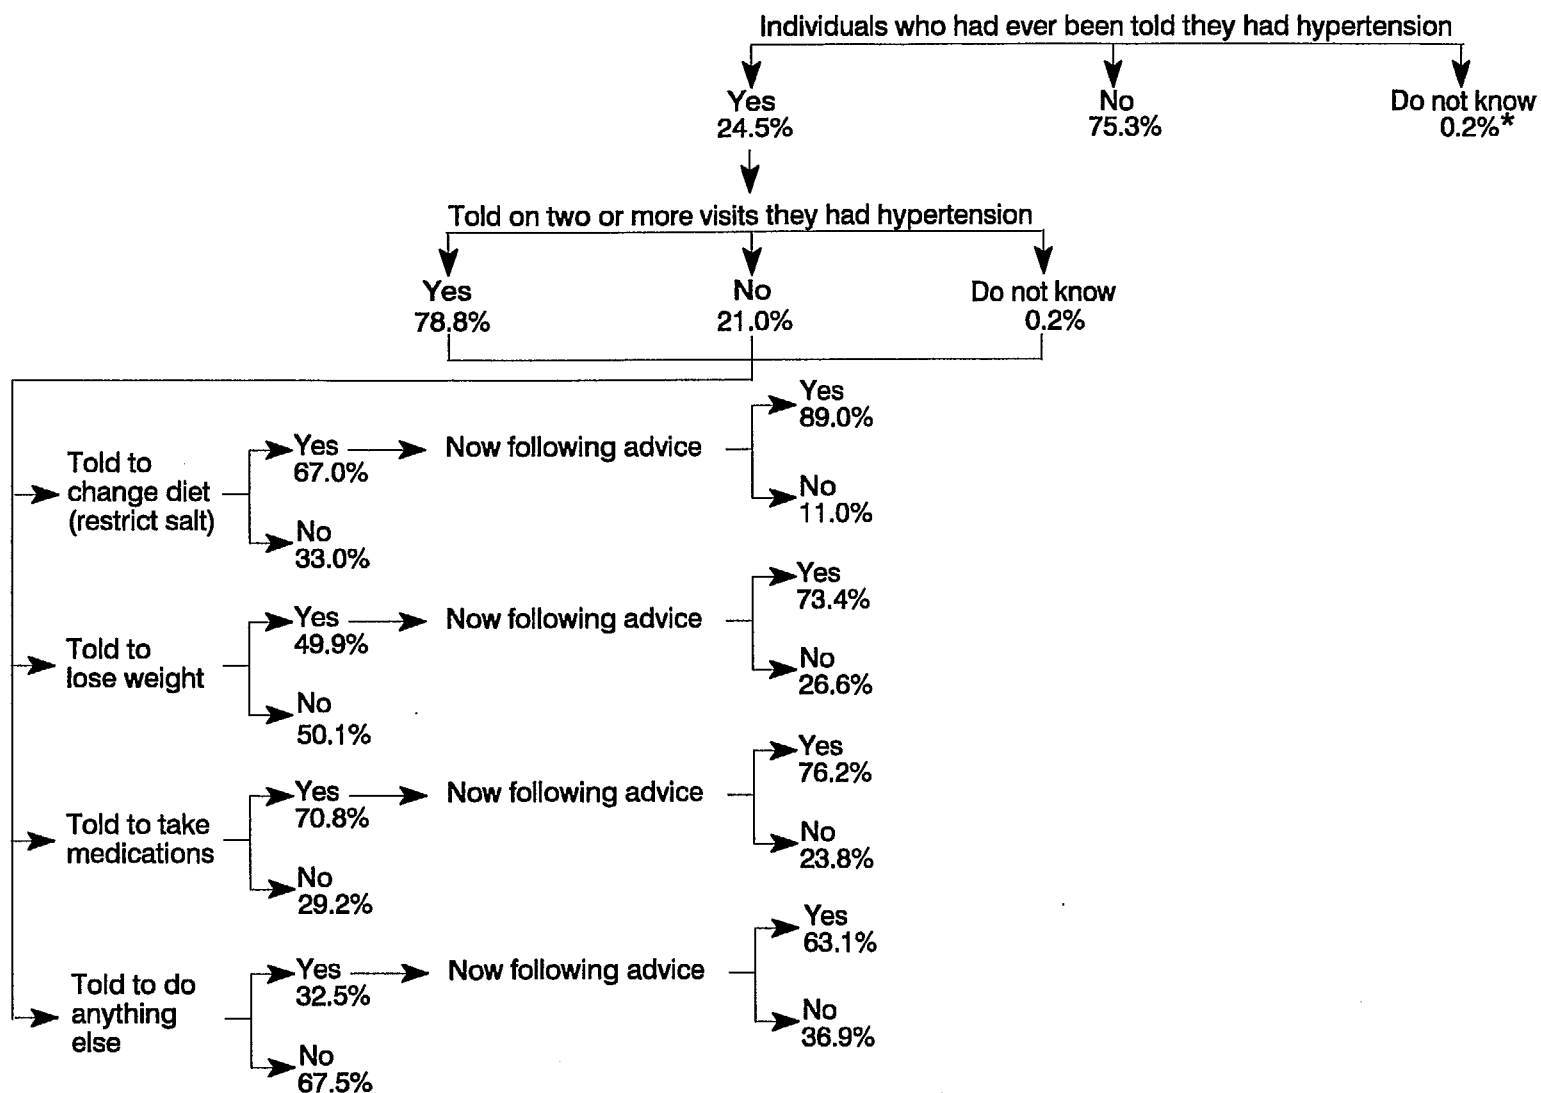 Individuals who had ever been told they had hypertension
Yes
24.5%
No
75.3%
Do not know
0.2%*
Told on two or more visits they had hypertension
Yes
78.8%
No
21.0%
Do not know
0.2%
Told to
change diet
(restrict salt)
Yes
67.0%
No
33.0%
Now following advice
Yes
89.0%
No
11.0%
Told to
lose weight
Yes
49.9%
No
50.1%
Now following advice
Yes
73.4%
No
26.6%
Told to take
medications
Yes
70.8%
No
29.2%
Now following advice
Yes
76.2%
No
23.8%
Told to do
anything
else
Yes
32.5%
No
67.5%
Now following advice
Yes
63.1%
No
36.9%